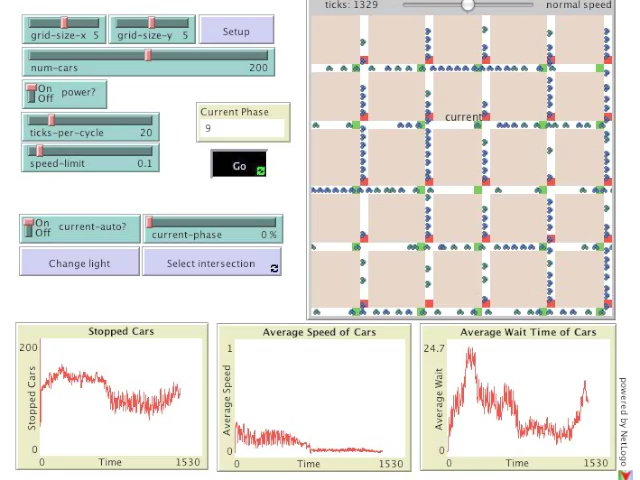 ticks: 1329
normal speed
grid-size-x 5
grid-size-y 5
Setup
num-cars 200
On
Off
power?
Current Phase
9
ticks-per-cycle 20
speed-limit 0.1
Go
current
On
Off
current-auto?
current-phase 0 %
Change light
Select intersection
Stopped Cars
200
Stopped Cars
0
0
Time
1530
Average Speed of Cars
1
Average Speed
0
0
Time
1530
Average Wait Time of Cars
24.7
Average Wait
0
0
Time
1530
powered by NetLogo